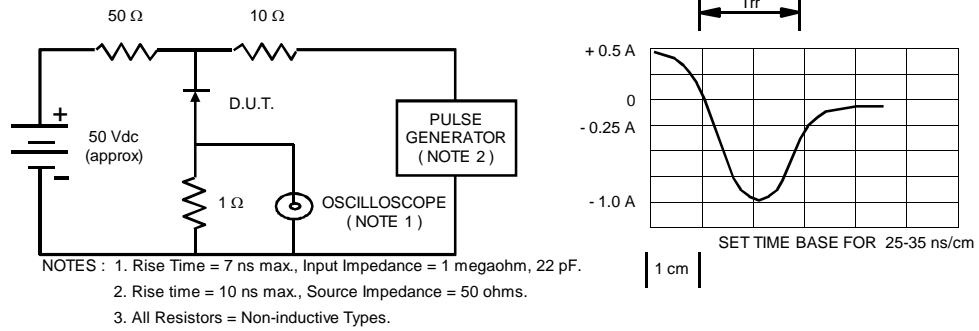 50 Ω
10 Ω
Trr
+ 0.5 A
0
- 0.25 A
- 1.0 A
D.U.T.
+
50 Vdc
(approx)
-
PULSE
GENERATOR
( NOTE 2 )
1 Ω
OSCILLOSCOPE
( NOTE 1 )
SET TIME BASE FOR 25-35 ns/cm
1 cm
NOTES : 1. Rise Time = 7 ns max., Input Impedance = 1 megaohm, 22 pF.
2. Rise time = 10 ns max., Source Impedance = 50 ohms.
3. All Resistors = Non-inductive Types.